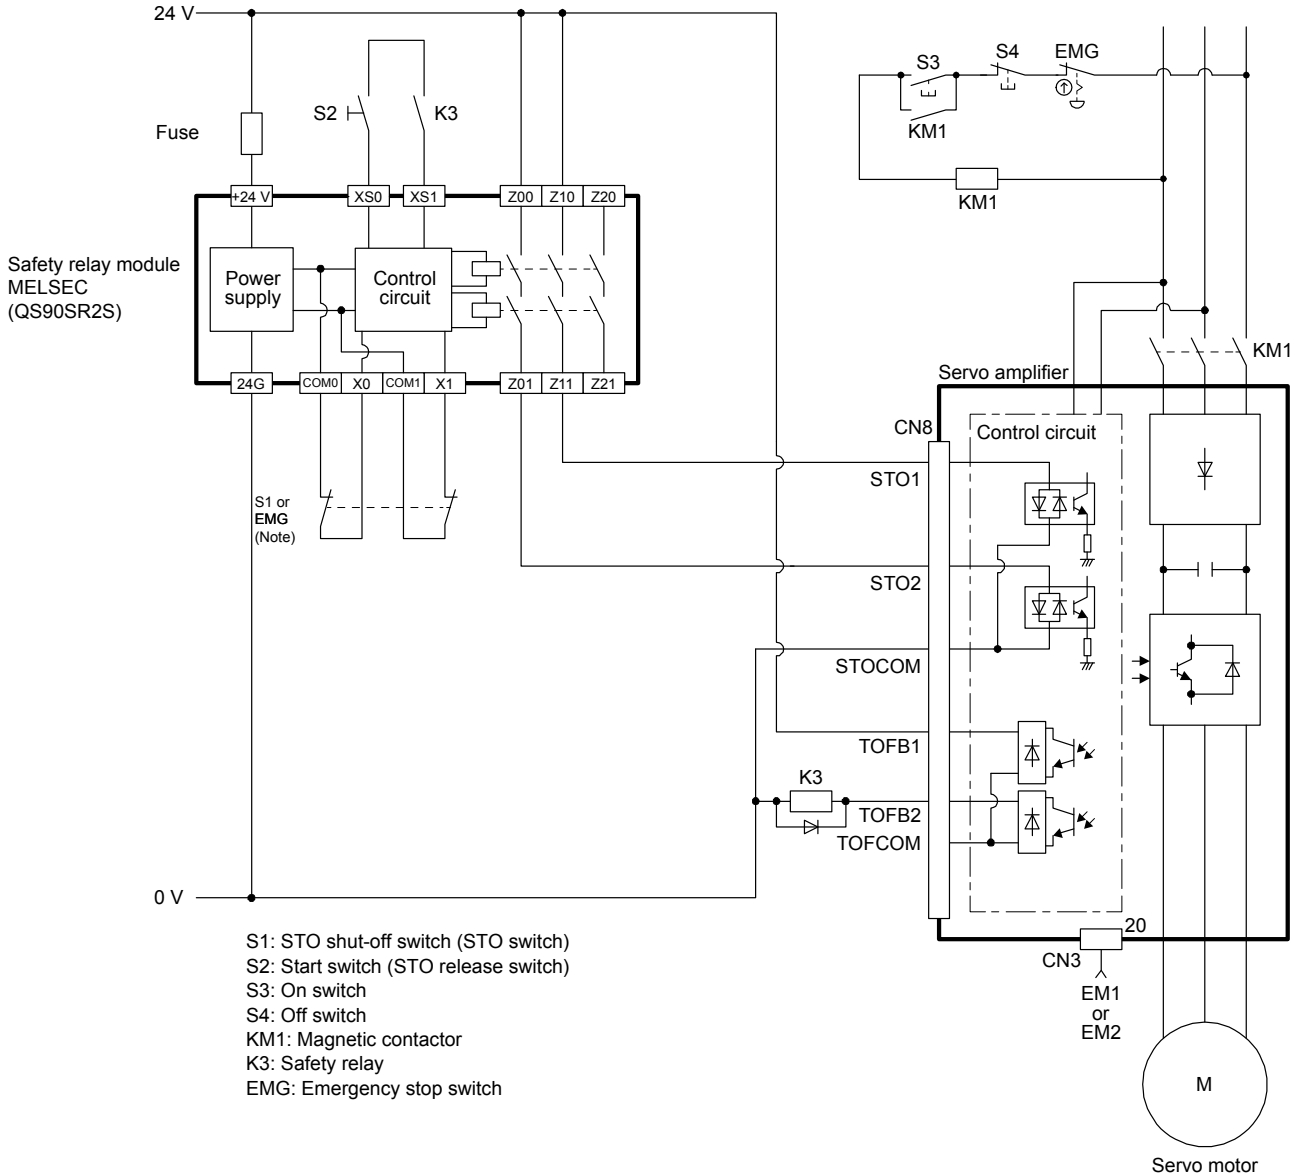 24 V
S3
S4
EMG
S2
K3
Fuse
KM1
KM1
+24 V
XS0
XS1
Z00
Z10
Z20
Safety relay module
MELSEC
(QS90SR2S)
Power
supply
Control
circuit
KM1
24G
COM0
X0
COM1
X1
Z01
Z11
Z21
Servo amplifier
CN8
Control circuit
STO1
S1 or
EMG
(Note)
STO2
STOCOM
TOFB1
K3
TOFB2
TOFCOM
0 V
20
CN3
EM1
or
EM2
S1: STO shut-off switch (STO switch)
S2: Start switch (STO release switch)
S3: On switch
S4: Off switch
KM1: Magnetic contactor
K3: Safety relay
EMG: Emergency stop switch
M
Servo motor